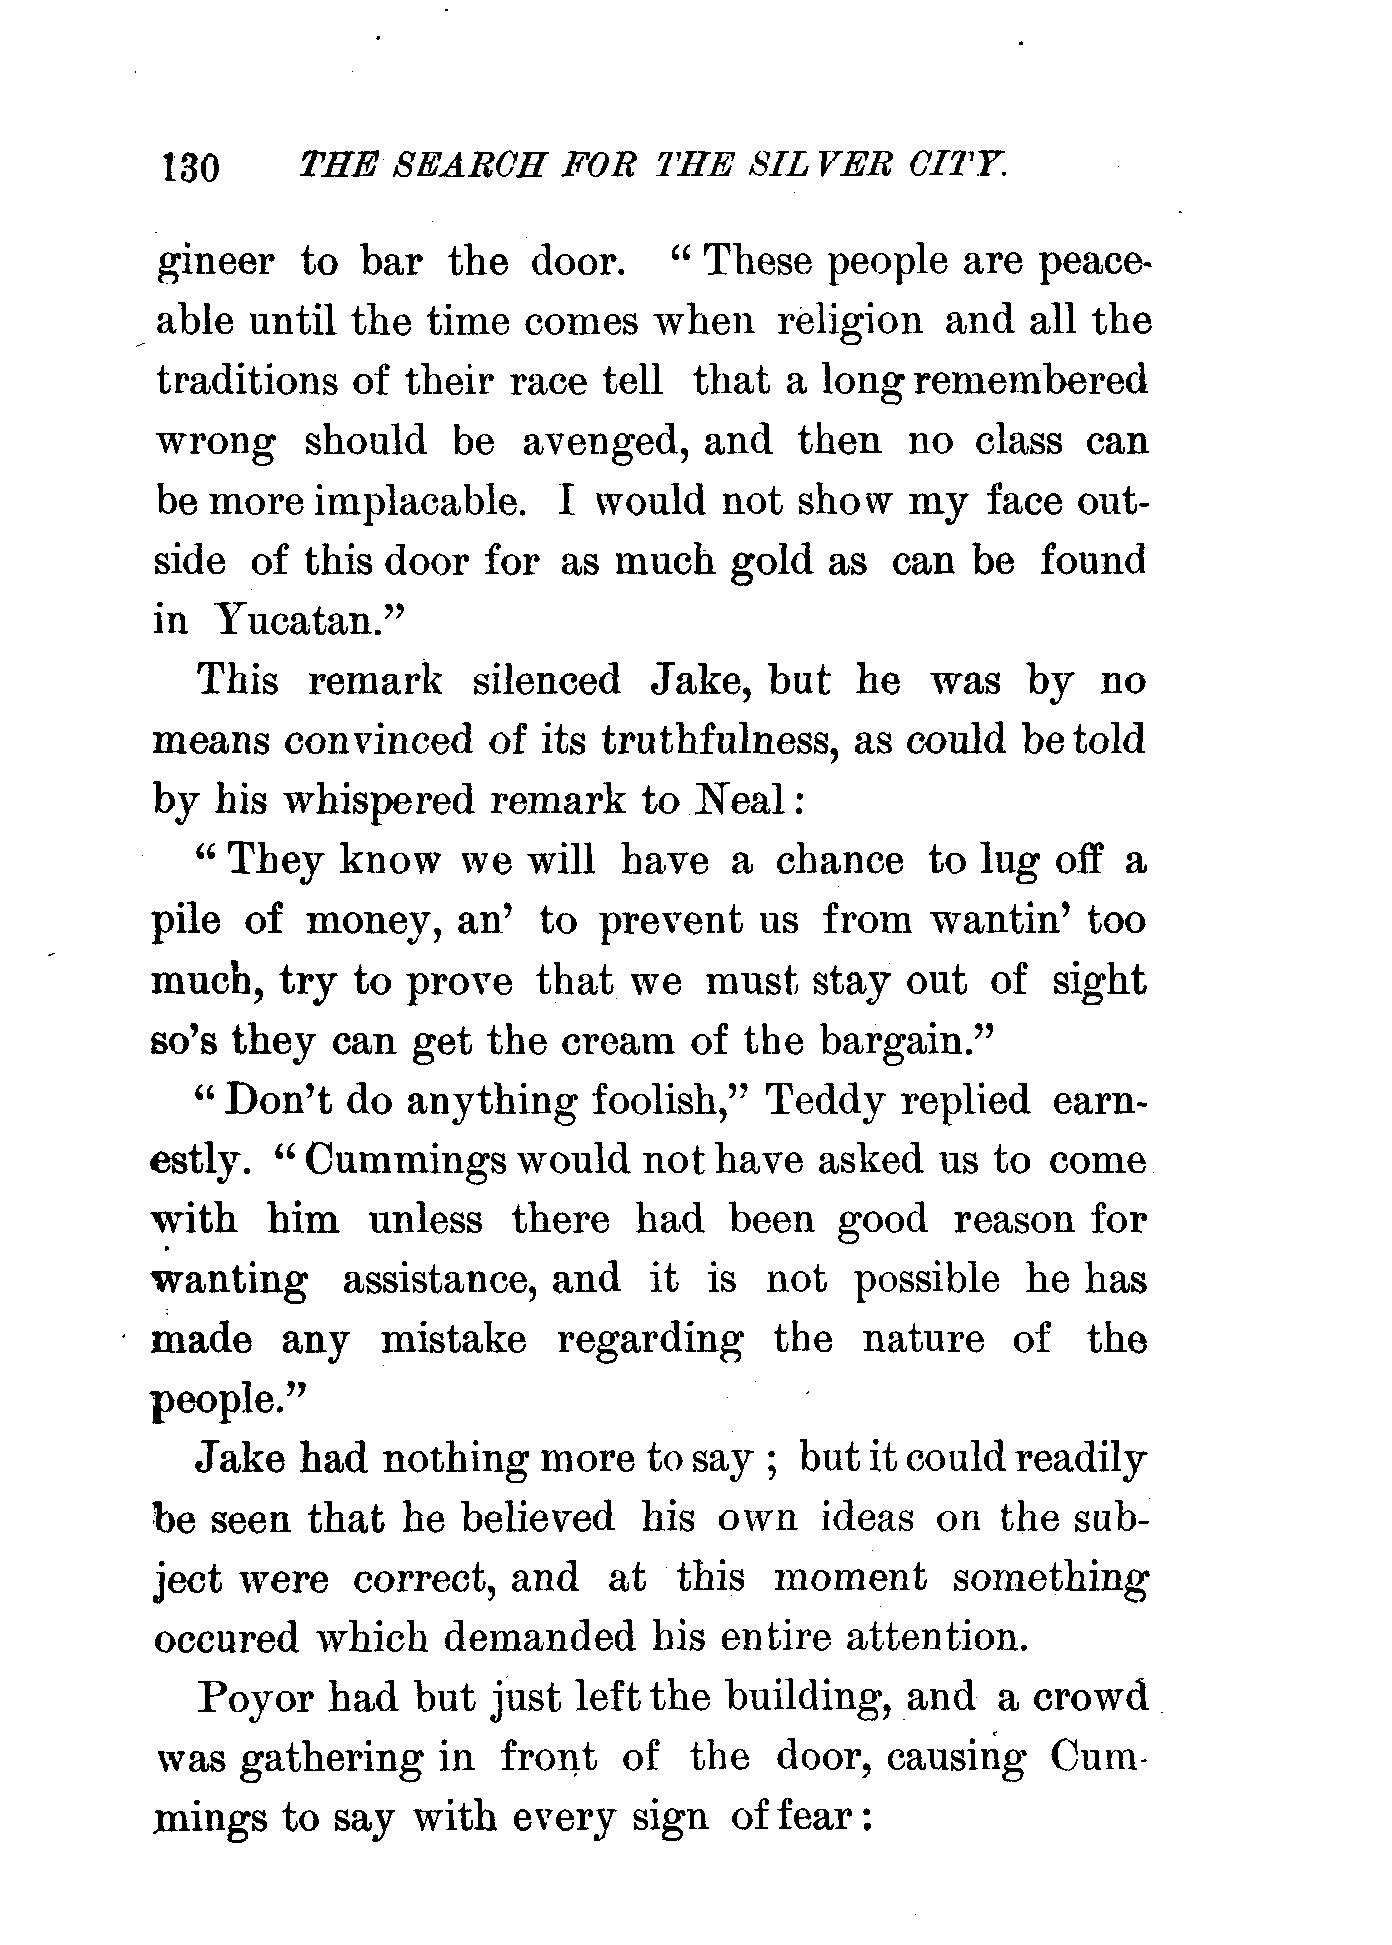 130 THE SEARCH FOR THE SILVER CITY.
gineer to bar the door. “ These people are peace-
able until the time comes when religion and all the
traditions of their race tell that a long remembered
wrong should be avenged, and then no class can
be more implacable. I would not show my face out-
side of this door for as much gold as can be found
in Yucatan.”
This remark silenced Jake, but he was by no
means convinced of its truthfulness, as could be told
by his whispered remark to Neal :
“ They know we will have a chance to lug off a
pile of money, an’ to prevent us from wantin’ too
much, try to prove that we must stay out of sight
so’s they can get the cream of the bargain.”
“ Don’t do anything foolish,” Teddy replied earn-
estly. “ Cummings would not have asked us to come
with him unless there had been good reason for
wanting assistance, and it is not possible he has
made any mistake regarding the nature of the
people.”
Jake had nothing more to say ; but it could readily
be seen that he believed his own ideas on the sub-
ject were correct, and at this moment something
occured which demanded his entire attention.
Poyor had but just left the building, and a crowd
was gathering in front of the door, causing Cum-
mings to say with every sign of fear :